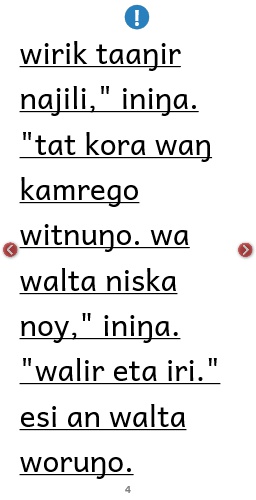 wirik taaŋir
najili," iniŋa.
"tat kora waŋ
kamrego
witnuŋo. wa
walta niska
noy," iniŋa.
"walir eta iri."
esi an walta
woruŋo.
4